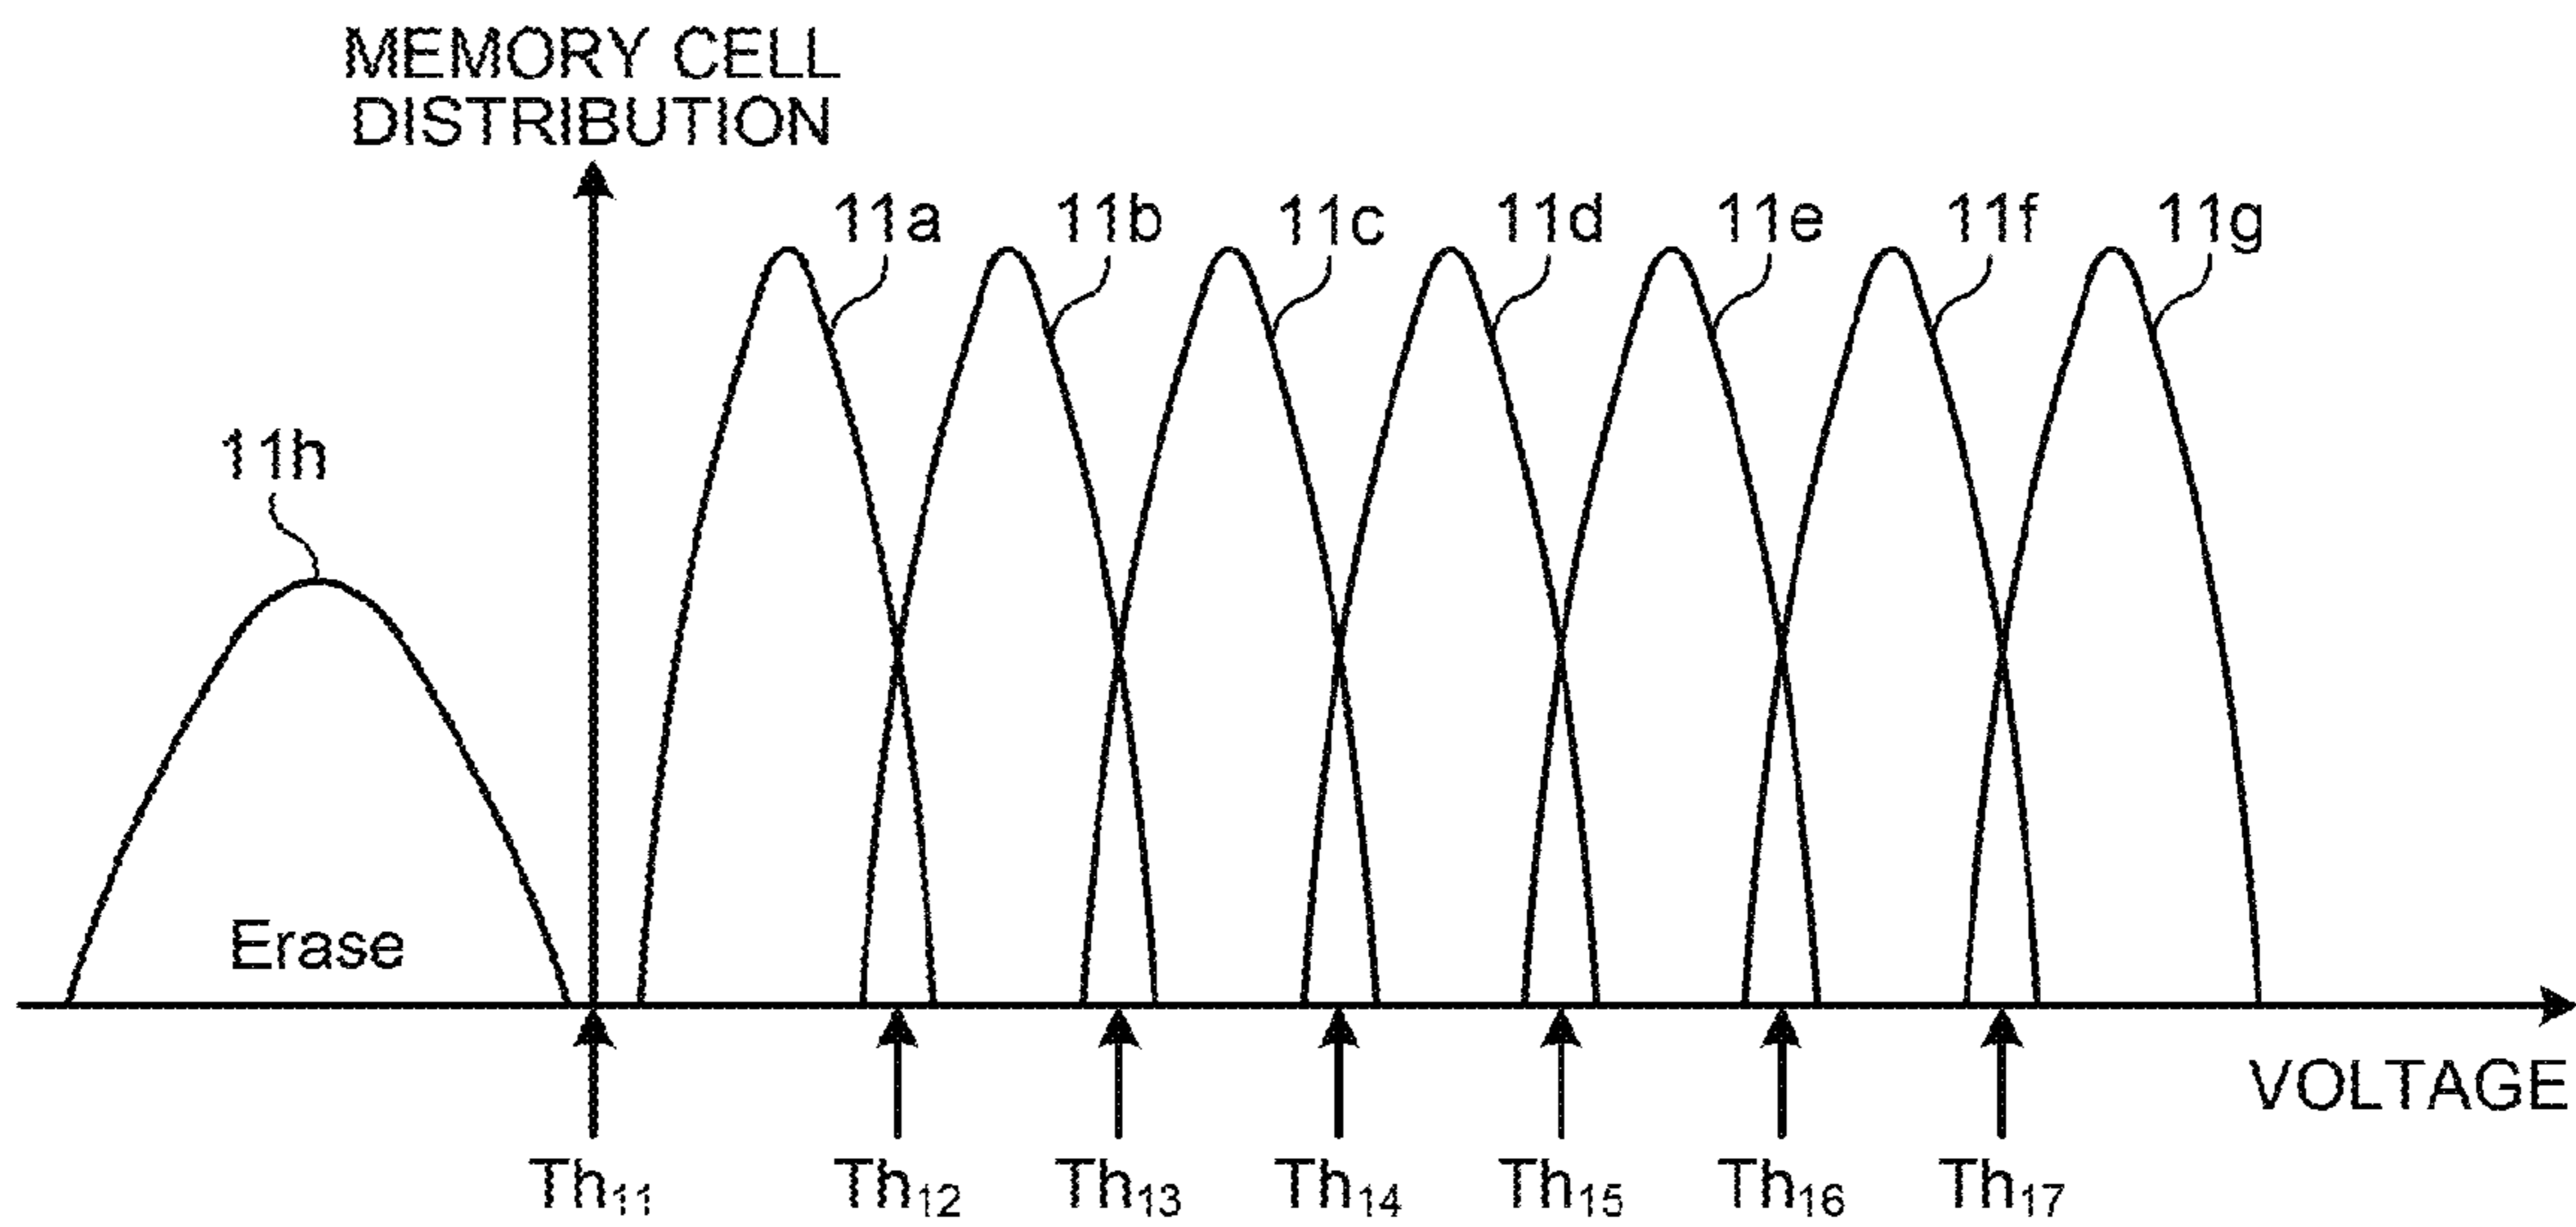 MEMORY CELL
DISTRIBUTION
11a 11b 11c 11d 11e 11f 11g
11h
Erase
VOLTAGE
Th11 Th12 Th13 Th14 Th15 Th16 Th17